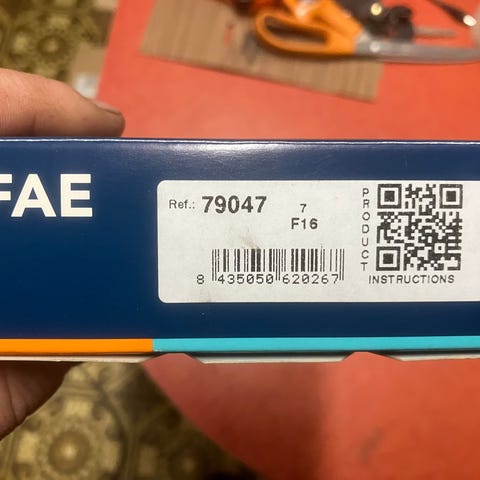 FAE
Ref.: 79047
7
F16
8 435050 620267
PRODUCT
INSTRUCTIONS